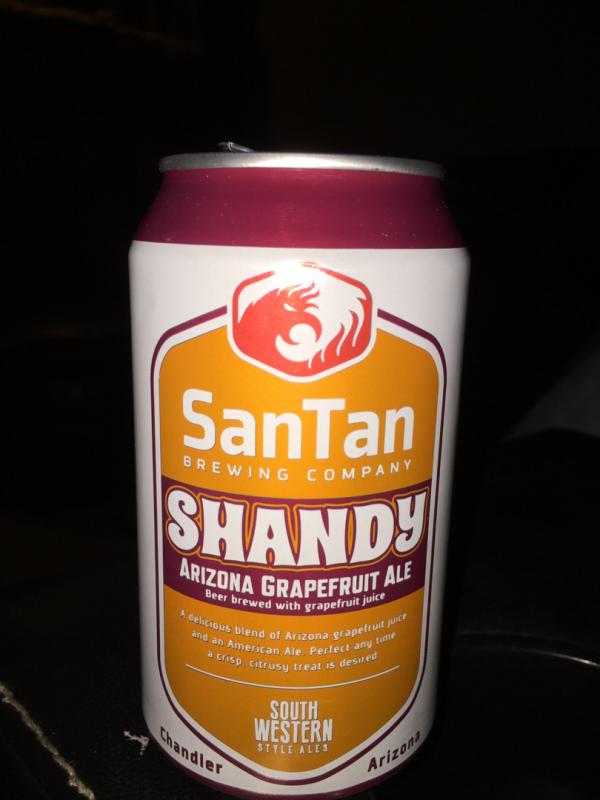 SanTan
BREWING COMPANY
SHANDY
ARIZONA GRAPEFRUIT ALE
Beer brewed with grapefruit juice
A delicious blend of Arizona grapefruit juice
and an American Ale. Perfect any time
a crisp, citrusy treat is desired.
SOUTH
WESTERN
STYLE ALES
Chandler Arizona